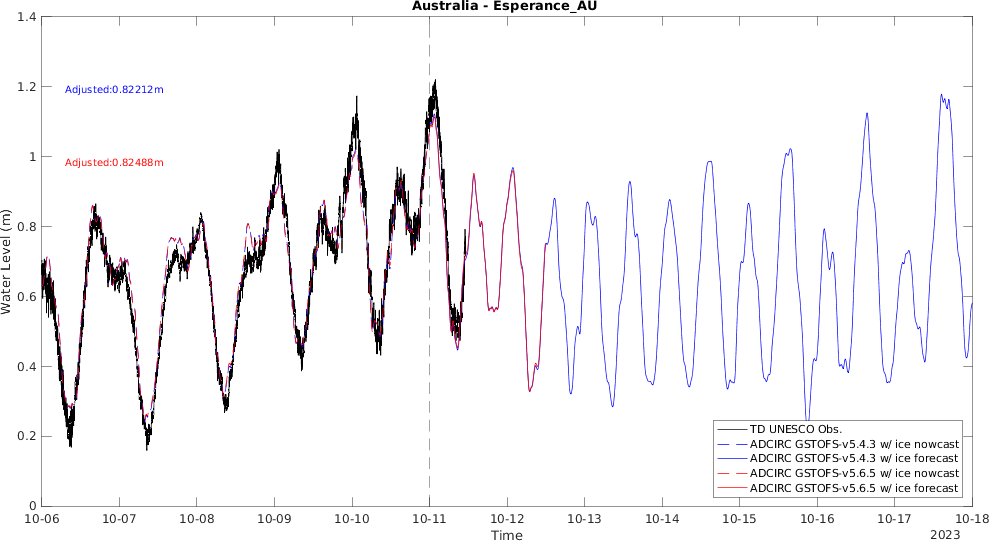 Australia - Esperance_AU
1.4
1.2
1
0.8
0.6
0.4
0.2
0
Water Level (m)
Adjusted:0.82212m
Adjusted:0.82488m
TD UNESCO Obs.
ADCIRC GSTOFS-v5.4.3 w/ ice nowcast
ADCIRC GSTOFS-v5.4.3 w/ ice forecast
ADCIRC GSTOFS-v5.6.5 w/ ice nowcast
ADCIRC GSTOFS-v5.6.5 w/ ice forecast
10-06 10-07 10-08 10-09 10-10 10-11 10-12 10-13 10-14 10-15 10-16 10-17 10-18
Time
2023